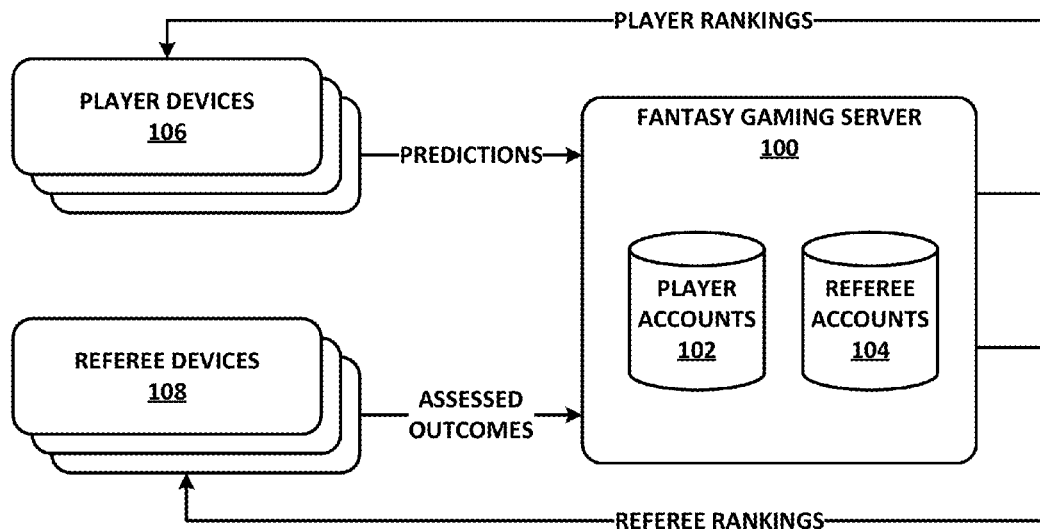 PLAYER RANKINGS
PLAYER DEVICES
106
PREDICTIONS
FANTASY GAMING SERVER
100
PLAYER
ACCOUNTS
102
REFEREE
ACCOUNTS
104
REFEREE DEVICES
108
ASSESSED
OUTCOMES
REFEREE RANKINGS